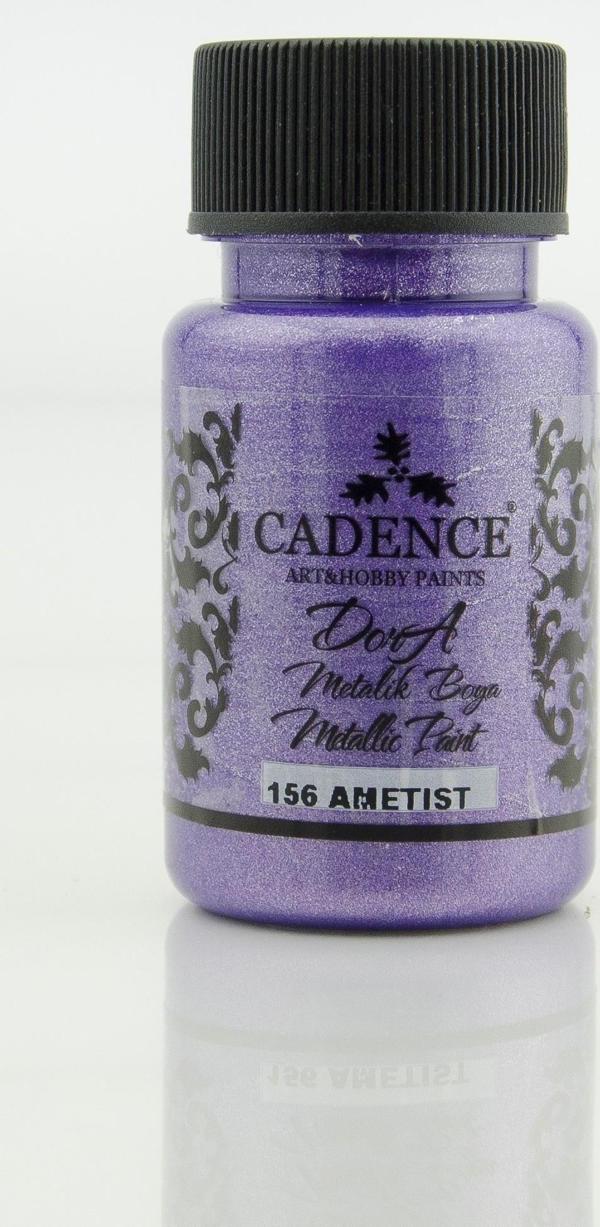 CADENCE®
ART&HOBBY PAINTS
DorA
Metalik Boya
Metallic Paint
156 AMETIST